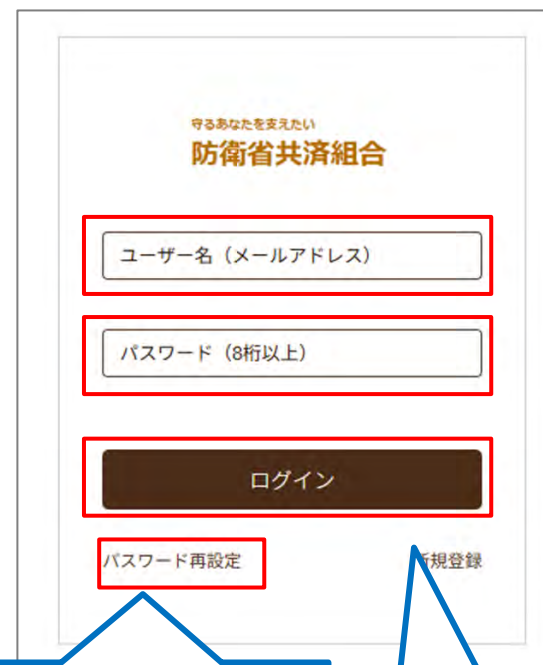 守るあなたを支えたい
防衛省共済組合
ユーザー名（メールアドレス）
パスワード（8桁以上）
ログイン
パスワード再設定
新規登録